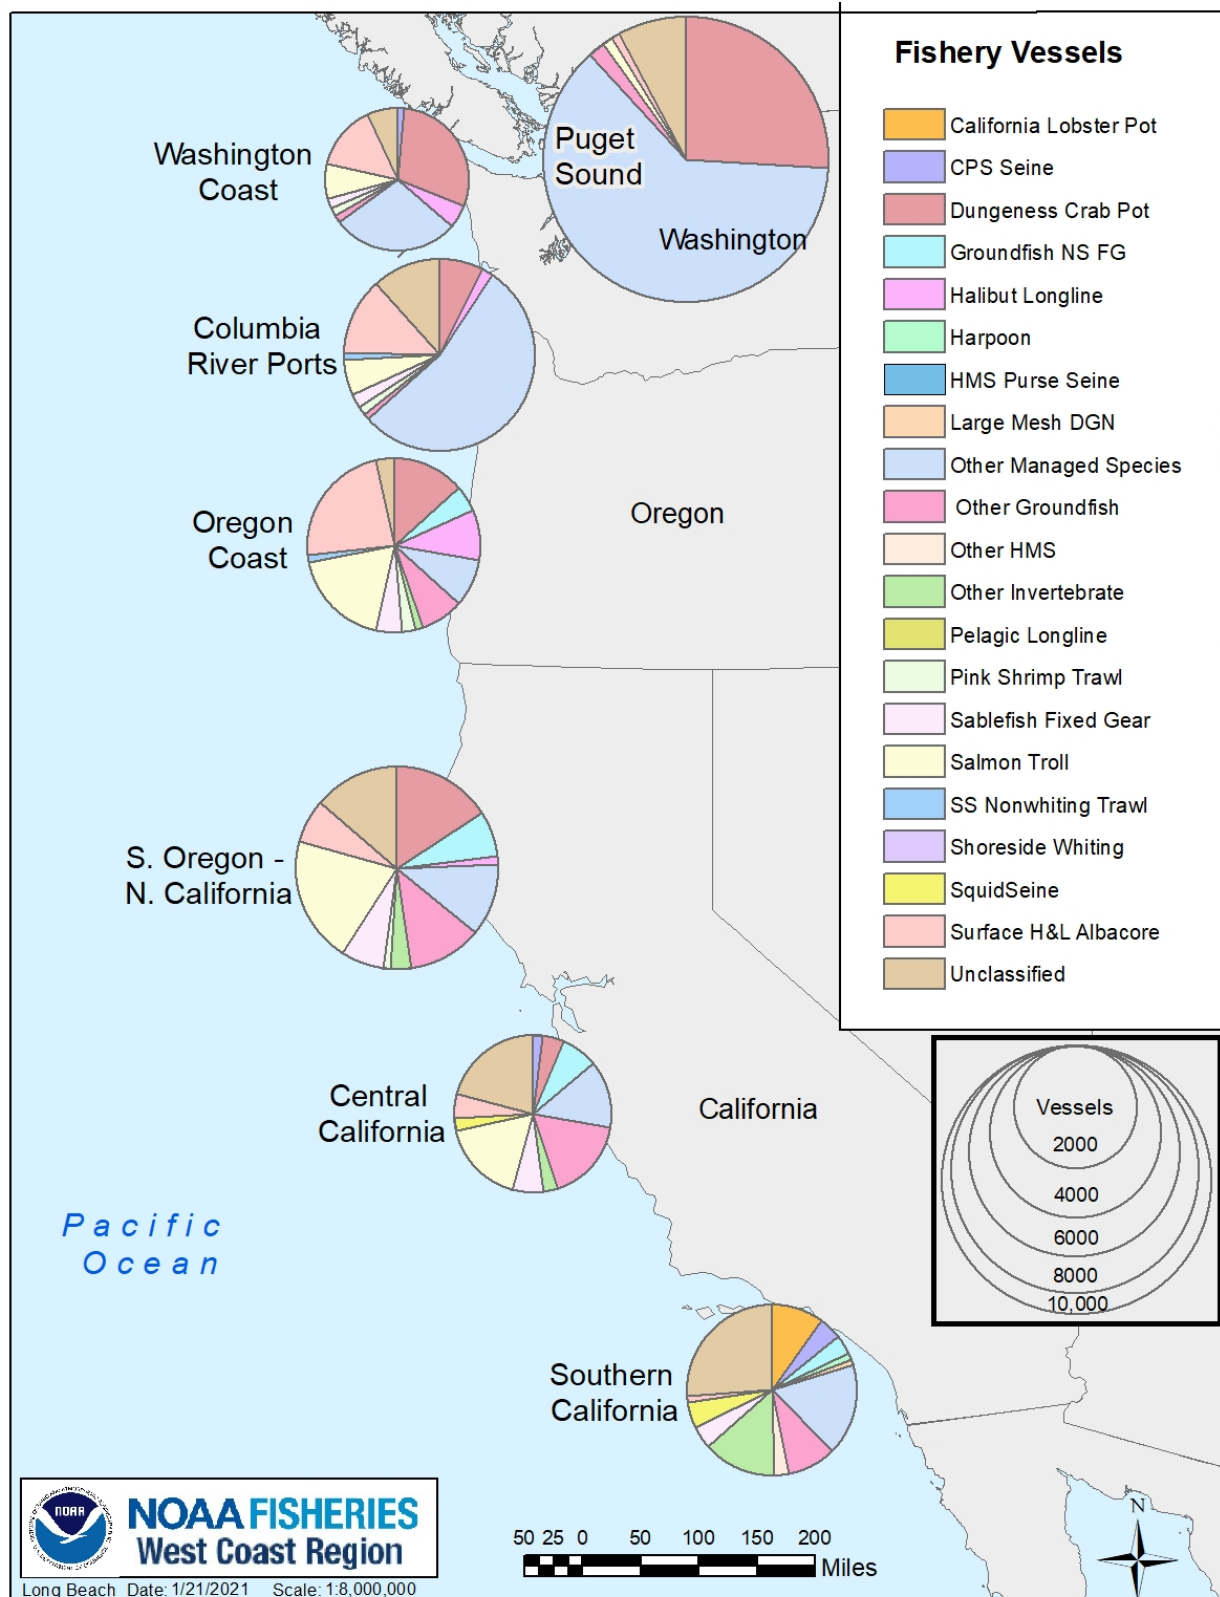 Fishery Vessels
California Lobster Pot
CPS Seine
Dungeness Crab Pot
Groundfish NS FG
Halibut Longline
Harpoon
HMS Purse Seine
Large Mesh DGN
Other Managed Species
Other Groundfish
Other HMS
Other Invertebrate
Pelagic Longline
Pink Shrimp Trawl
Sablefish Fixed Gear
Salmon Troll
SS Nonwhiting Trawl
Shoreside Whiting
SquidSeine
Surface H&L Albacore
Unclassified
Puget
Sound
Washington
Washington
Coast
Columbia
River Ports
Oregon
Coast
Oregon
S. Oregon -
N. California
Central
California
California
Vessels
2000
4000
6000
8000
10,000
Pacific
Ocean
Southern
California
NOAA
NOAA FISHERIES
West Coast Region
Long Beach Date: 1/21/2021 Scale: 1:8,000,000
50 25 0 50 100 150 200
Miles
N